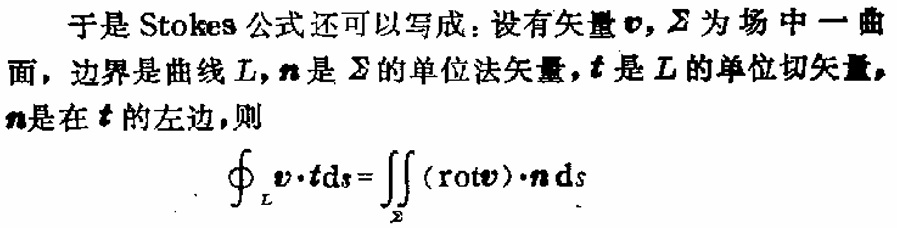 于是 Stokes 公式还可以写成：设有矢量 v，Σ 为场中一曲
面，边界是曲线 L，n 是 Σ 的单位法矢量，t 是 L 的单位切矢量，
n是在 t 的左边，则
∮_L v·tds=∬_Σ (rotv)·n ds